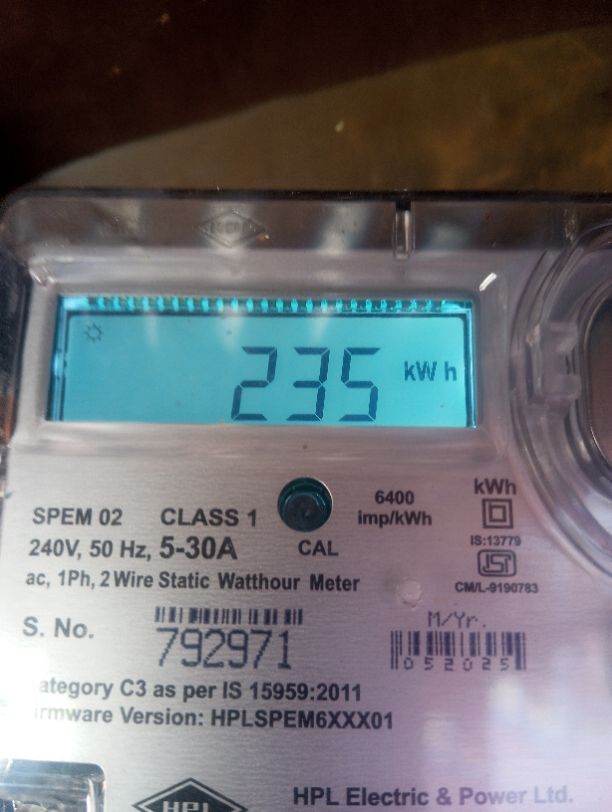 235 kW h
SPEM 02 CLASS 1 6400 imp/kWh kWh
240V, 50 Hz, 5-30A CAL IS:13779
ac, 1Ph, 2 Wire Static Watthour Meter CM/L-9190783
S. No. 792971 M/Yr. 052025
ategory C3 as per IS 15959:2011
rmware Version: HPLSPEM6XXX01
HPL HPL Electric & Power Ltd.